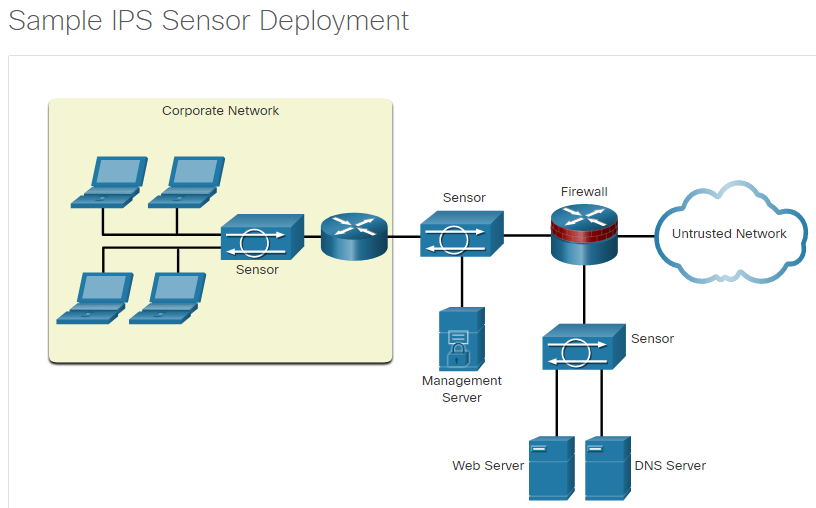 Sample IPS Sensor Deployment
Corporate Network
Sensor
Sensor
Firewall
Untrusted Network
Management
Server
Sensor
Web Server
DNS Server